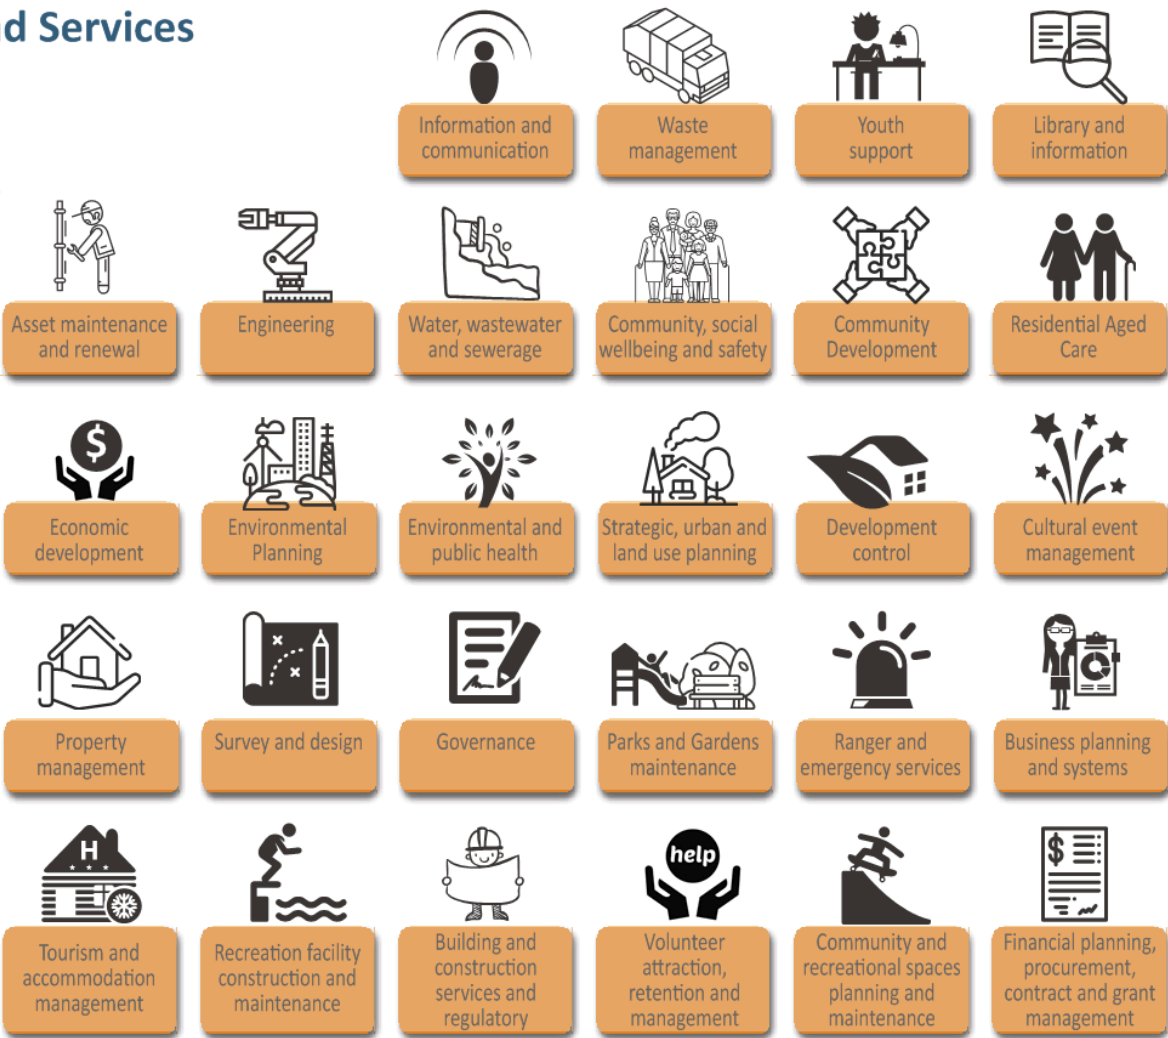 d Services
Information and
communication
Waste
management
Youth
support
Library and
information
Asset maintenance
and renewal
Engineering
Water, wastewater
and sewerage
Community, social
wellbeing and safety
Community
Development
Residential Aged
Care
Economic
development
Environmental
Planning
Environmental and
public health
Strategic, urban and
land use planning
Development
control
Cultural event
management
Property
management
Survey and design
Governance
Parks and Gardens
maintenance
Ranger and
emergency services
Business planning
and systems
H
help
$
$
Tourism and
accommodation
management
Recreation facility
construction and
maintenance
Building and
construction
services and
regulatory
Volunteer
attraction,
retention and
management
Community and
recreational spaces
planning and
maintenance
Financial planning,
procurement,
contract and grant
management